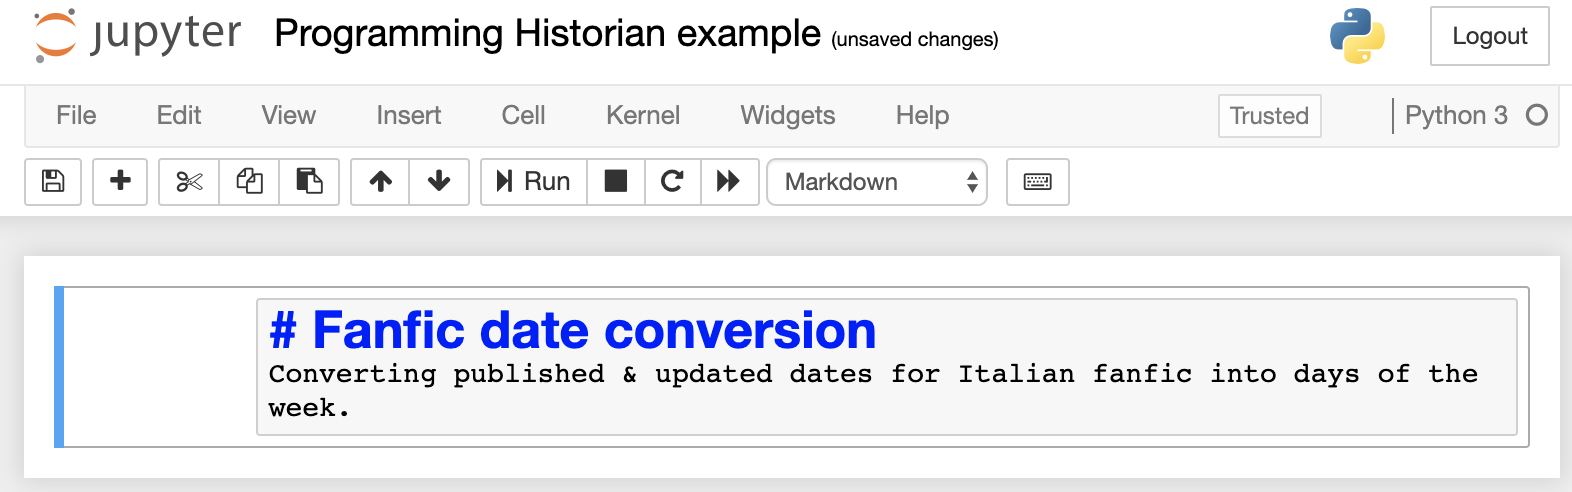 jupyter Programming Historian example (unsaved changes) Logout
File Edit View Insert Cell Kernel Widgets Help Trusted Python 3
Run Markdown
# Fanfic date conversion
Converting published & updated dates for Italian fanfic into days of the
week.